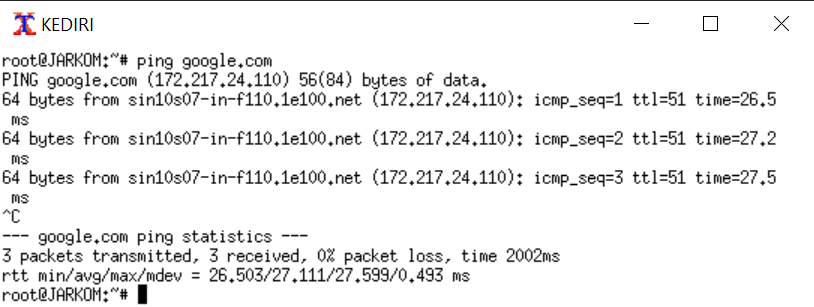 KEDIRI
root@JARKOM:~# ping google.com
PING google.com (172.217.24.110) 56(84) bytes of data.
64 bytes from sin10s07-in-f110.1e100.net (172.217.24.110): icmp_seq=1 ttl=51 time=26.5
 ms
64 bytes from sin10s07-in-f110.1e100.net (172.217.24.110): icmp_seq=2 ttl=51 time=27.2
 ms
64 bytes from sin10s07-in-f110.1e100.net (172.217.24.110): icmp_seq=3 ttl=51 time=27.5
 ms
^C
--- google.com ping statistics ---
3 packets transmitted, 3 received, 0% packet loss, time 2002ms
rtt min/avg/max/mdev = 26.503/27.111/27.599/0.493 ms
root@JARKOM:~#